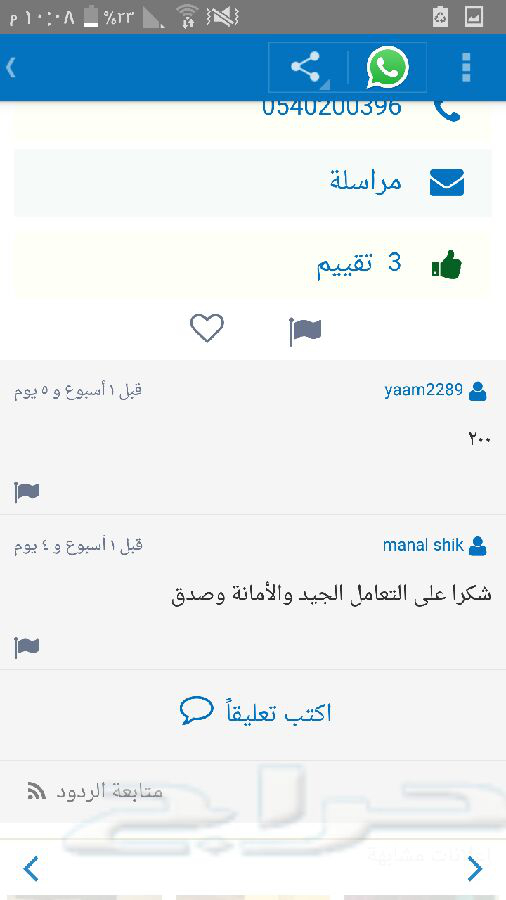 ١٠:٠٨ م ٢٣%
0540200396
مراسلة
3 تقييم
yaam2289 قبل ١ أسبوع و ٥ يوم
٢٠٠
manal shik قبل ١ أسبوع و ٤ يوم
شكرا على التعامل الجيد والأمانة وصدق
اكتب تعليقاً
متابعة الردود
حراج
إعلانات مشابهة